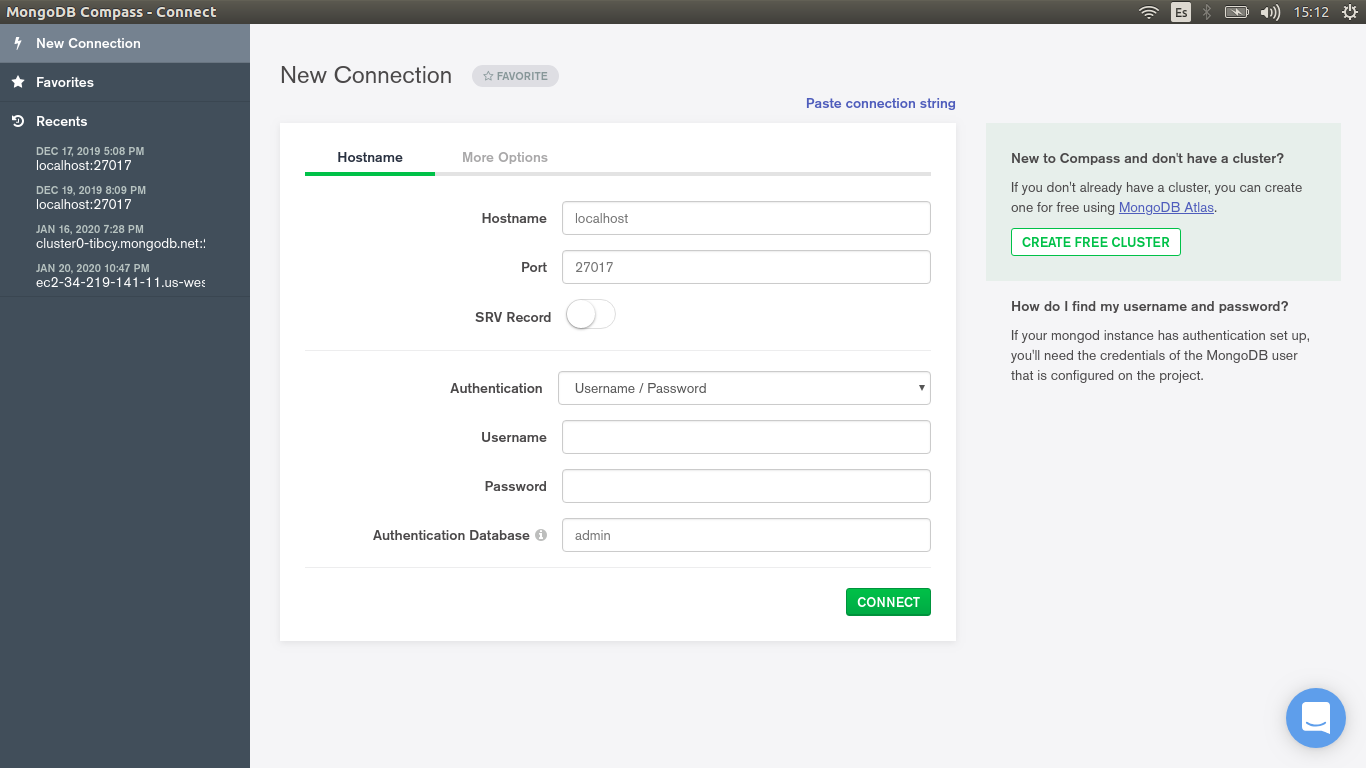 MongoDB Compass - Connect
Es
15:12
New Connection
Favorites
Recents
DEC 17, 2019 5:08 PM
localhost:27017
DEC 19, 2019 8:09 PM
localhost:27017
JAN 16, 2020 7:28 PM
cluster0-tibcy.mongodb.net:
JAN 20, 2020 10:47 PM
ec2-34-219-141-11.us-wes
New Connection
FAVORITE
Paste connection string
Hostname
More Options
Hostname
localhost
Port
27017
SRV Record
Authentication
Username / Password
Username
Password
Authentication Database
admin
CONNECT
New to Compass and don't have a cluster?
If you don't already have a cluster, you can create
one for free using MongoDB Atlas.
CREATE FREE CLUSTER
How do I find my username and password?
If your mongod instance has authentication set up,
you'll need the credentials of the MongoDB user
that is configured on the project.